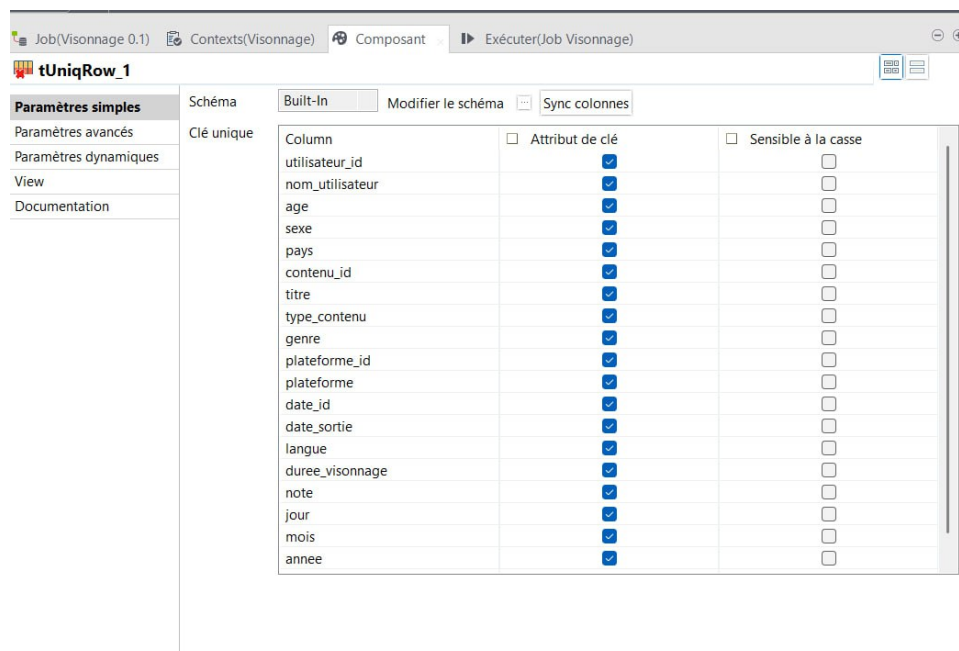 Job(Visonnage 0.1) Contexts(Visonnage) Composant Exécuter(Job Visonnage)
tUniqRow_1
Paramètres simples
Paramètres avancés
Paramètres dynamiques
View
Documentation
Schéma Built-In Modifier le schéma ... Sync colonnes
Clé unique
Column Attribut de clé Sensible à la casse
utilisateur_id
nom_utilisateur
age
sexe
pays
contenu_id
titre
type_contenu
genre
plateforme_id
plateforme
date_id
date_sortie
langue
duree_visonnage
note
jour
mois
annee